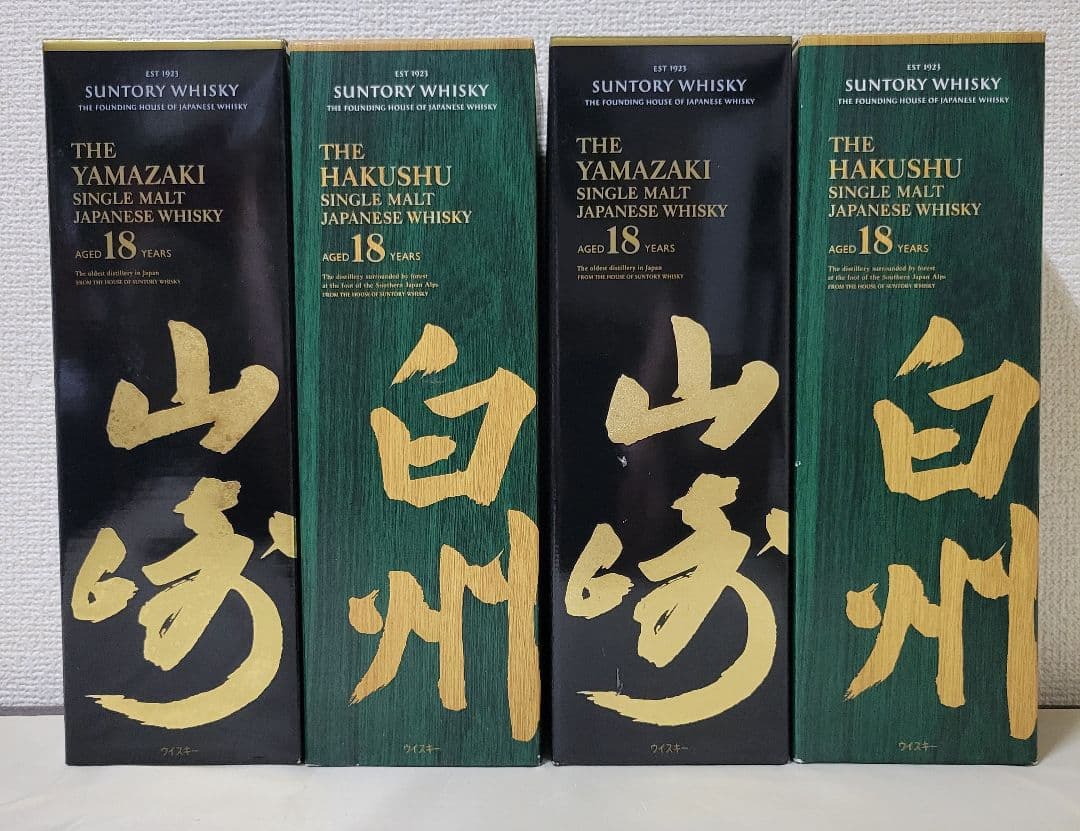 EST 1923
SUNTORY WHISKY
THE FOUNDING HOUSE OF JAPANESE WHISKY
THE
YAMAZAKI
SINGLE MALT
JAPANESE WHISKY
AGED 18 YEARS
The oldest distillery in Japan
FROM THE HOUSE OF SUNTORY WHISKY
山
崎
ウイスキー
EST 1923
SUNTORY WHISKY
THE FOUNDING HOUSE OF JAPANESE WHISKY
THE
HAKUSHU
SINGLE MALT
JAPANESE WHISKY
AGED 18 YEARS
The distillery surrounded by forest
at the foot of the Southern Japan Alps
FROM THE HOUSE OF SUNTORY WHISKY
白
州
ウイスキー
EST 1923
SUNTORY WHISKY
THE FOUNDING HOUSE OF JAPANESE WHISKY
THE
YAMAZAKI
SINGLE MALT
JAPANESE WHISKY
AGED 18 YEARS
The oldest distillery in Japan
FROM THE HOUSE OF SUNTORY WHISKY
山
崎
ウイスキー
EST 1923
SUNTORY WHISKY
THE FOUNDING HOUSE OF JAPANESE WHISKY
THE
HAKUSHU
SINGLE MALT
JAPANESE WHISKY
AGED 18 YEARS
The distillery surrounded by forest
at the foot of the Southern Japan Alps
FROM THE HOUSE OF SUNTORY WHISKY
白
州
ウイスキー